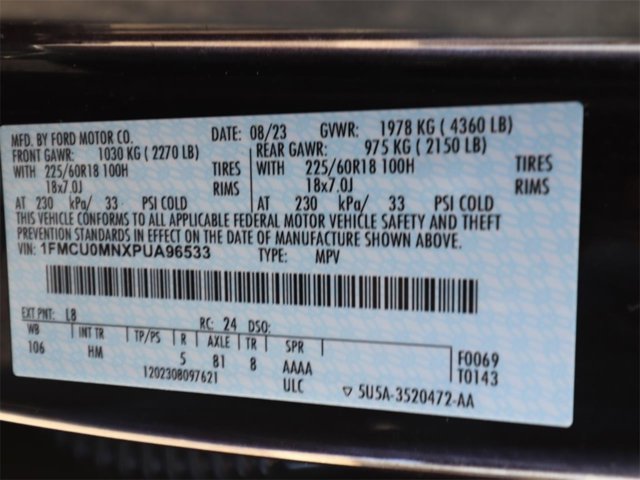 MFD. BY FORD MOTOR CO. DATE: 08/23 GVWR: 1978 KG ( 4360 LB)
FRONT GAWR: 1030 KG ( 2270 LB) REAR GAWR: 975 KG ( 2150 LB)
WITH 225/60R18 100H TIRES WITH 225/60R18 100H TIRES
18x7.0J RIMS 18x7.0J RIMS
AT 230 kPa/ 33 PSI COLD AT 230 kPa/ 33 PSI COLD
THIS VEHICLE CONFORMS TO ALL APPLICABLE FEDERAL MOTOR VEHICLE SAFETY AND THEFT
PREVENTION STANDARDS IN EFFECT ON THE DATE OF MANUFACTURE SHOWN ABOVE.
VIN: 1FMCU0MNXPUA96533 TYPE: MPV
EXT PNT: L8 RC: 24 DSO:
WB INT TR TP/PS R AXLE TR SPR
106 HM 5 81 8 AAAA F0069
1202308097621 ULC T0143
5U5A-3520472-AA